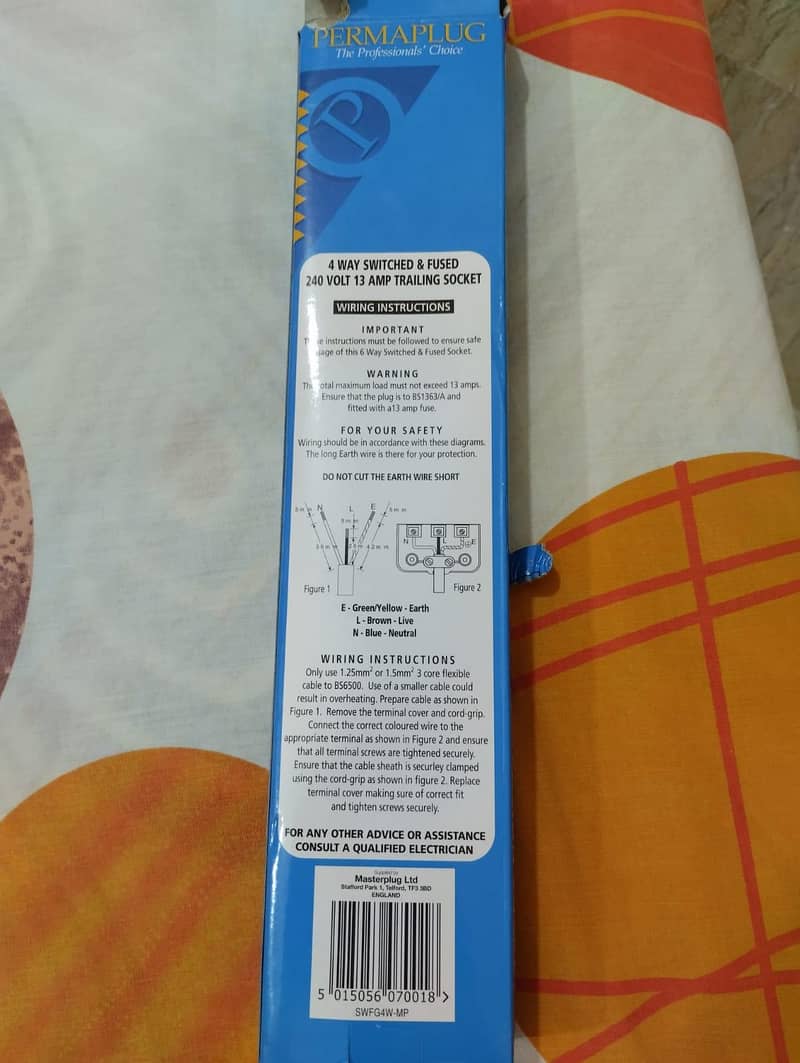 PERMAPLUG
The Professionals' Choice
P
4 WAY SWITCHED & FUSED
240 VOLT 13 AMP TRAILING SOCKET
WIRING INSTRUCTIONS
IMPORTANT
instructions must be followed to ensure safe
of this 6 Way Switched & Fused Socket.
WARNING
total maximum load must not exceed 13 amps.
Ensure that the plug is to BS1363/A and
fitted with a13 amp fuse.
FOR YOUR SAFETY
Wiring should be in accordance with these diagrams.
The long Earth wire is there for your protection.
DO NOT CUT THE EARTH WIRE SHORT
N L E
N L E
Figure 1
Figure 2
E - Green/Yellow - Earth
L - Brown - Live
N - Blue - Neutral
WIRING INSTRUCTIONS
Only use 1.25mm² or 1.5mm² 3 core flexible
cable to BS6500. Use of a smaller cable could
result in overheating. Prepare cable as shown in
Figure 1. Remove the terminal cover and cord-grip.
Connect the correct coloured wire to the
appropriate terminal as shown in Figure 2 and ensure
that all terminal screws are tightened securely.
Ensure that the cable sheath is securley clamped
using the cord-grip as shown in figure 2. Replace
terminal cover making sure of correct fit
and tighten screws securely.
FOR ANY OTHER ADVICE OR ASSISTANCE
CONSULT A QUALIFIED ELECTRICIAN
Supplied by
Masterplug Ltd
Stafford Park 1, Telford, TF3 3BD
ENGLAND
5 015056 070018 >
SWFG4W-MP